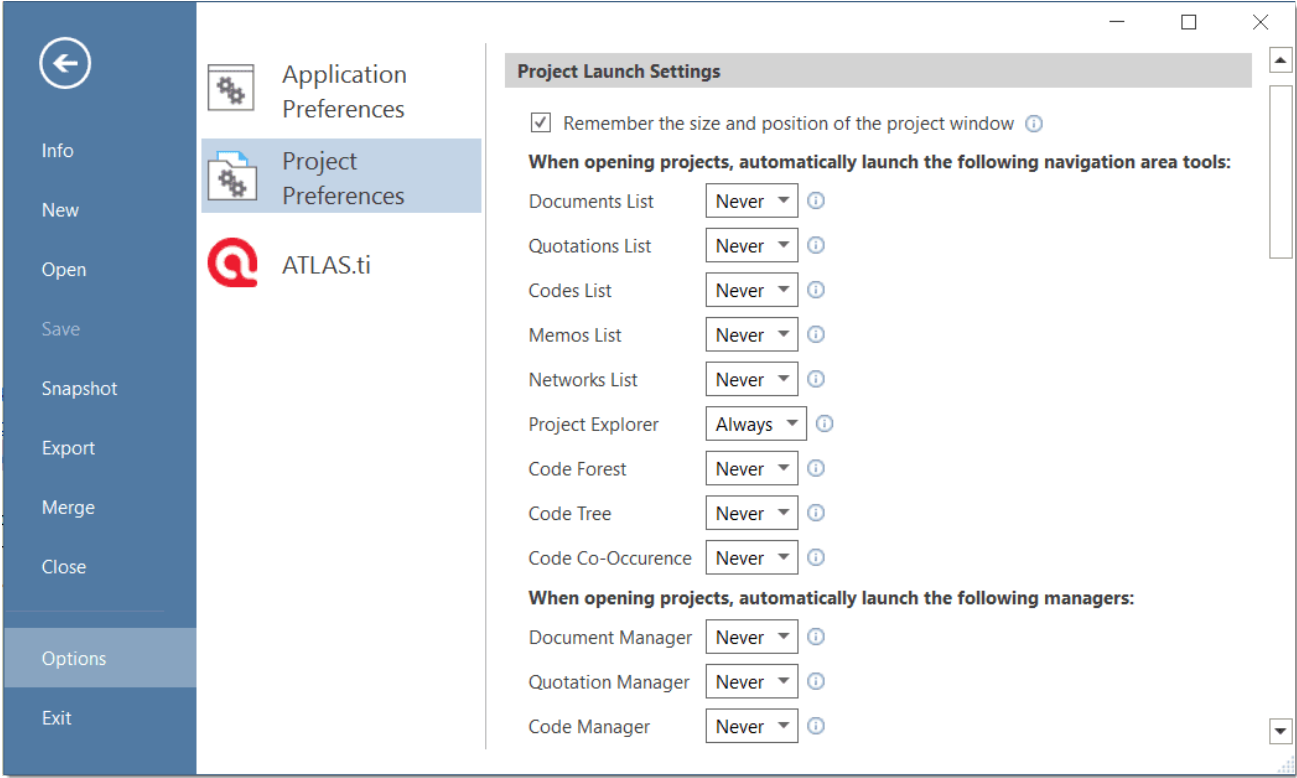 Info
New
Open
Save
Snapshot
Export
Merge
Close
Options
Exit
Application
Preferences
Project
Preferences
ATLAS.ti
Project Launch Settings
Remember the size and position of the project window
When opening projects, automatically launch the following navigation area tools:
Documents List Never
Quotations List Never
Codes List Never
Memos List Never
Networks List Never
Project Explorer Always
Code Forest Never
Code Tree Never
Code Co-Occurence Never
When opening projects, automatically launch the following managers:
Document Manager Never
Quotation Manager Never
Code Manager Never